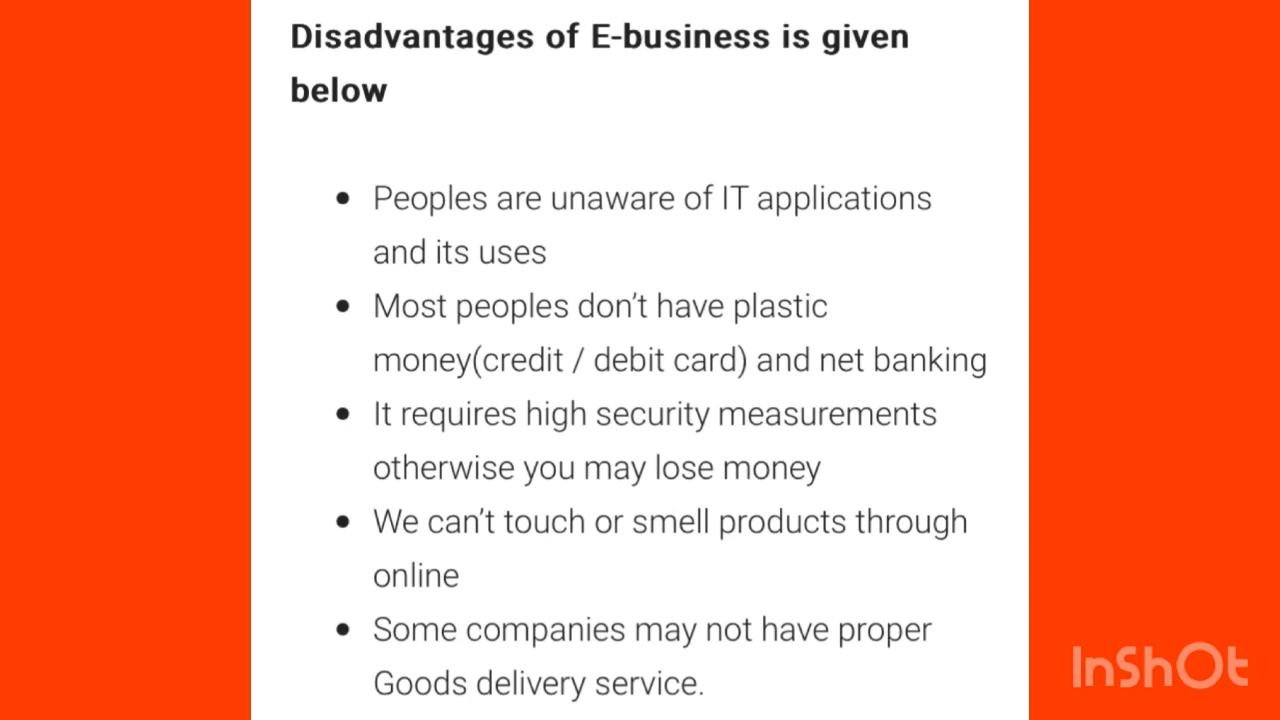 Disadvantages of E-business is given
below
• Peoples are unaware of IT applications
and its uses
• Most peoples don’t have plastic
money(credit / debit card) and net banking
• It requires high security measurements
otherwise you may lose money
• We can’t touch or smell products through
online
• Some companies may not have proper
Goods delivery service.
InShOt